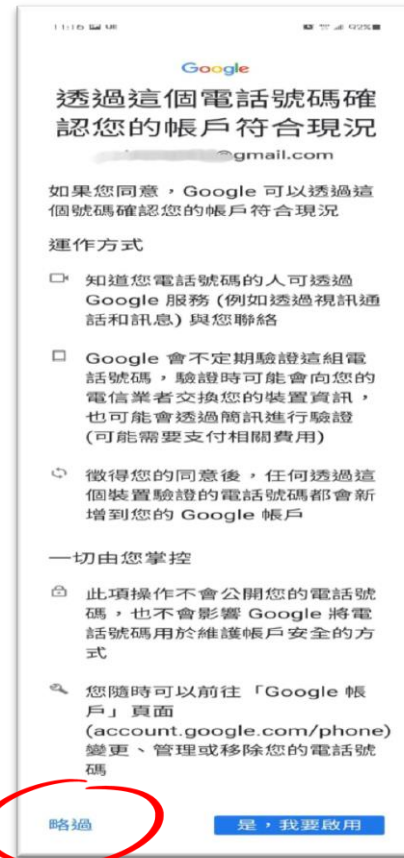 Google
透過這個電話號碼確
認您的帳戶符合現況
@gmail.com
如果您同意，Google 可以透過這
個號碼確認您的帳戶符合現況
運作方式
知道您電話號碼的人可透過
Google 服務 (例如透過視訊通
話和訊息) 與您聯絡
Google 會不定期驗證這組電
話號碼，驗證時可能會向您的
電信業者交換您的裝置資訊，
也可能會透過簡訊進行驗證
(可能需要支付相關費用)
徵得您的同意後，任何透過這
個裝置驗證的電話號碼都會新
增到您的 Google 帳戶
一切由您掌控
此項操作不會公開您的電話號
碼，也不會影響 Google 將電
話號碼用於維護帳戶安全的方
式
您隨時可以前往「Google 帳
戶」頁面
(account.google.com/phone)
變更、管理或移除您的電話號
碼
略過 是，我要啟用